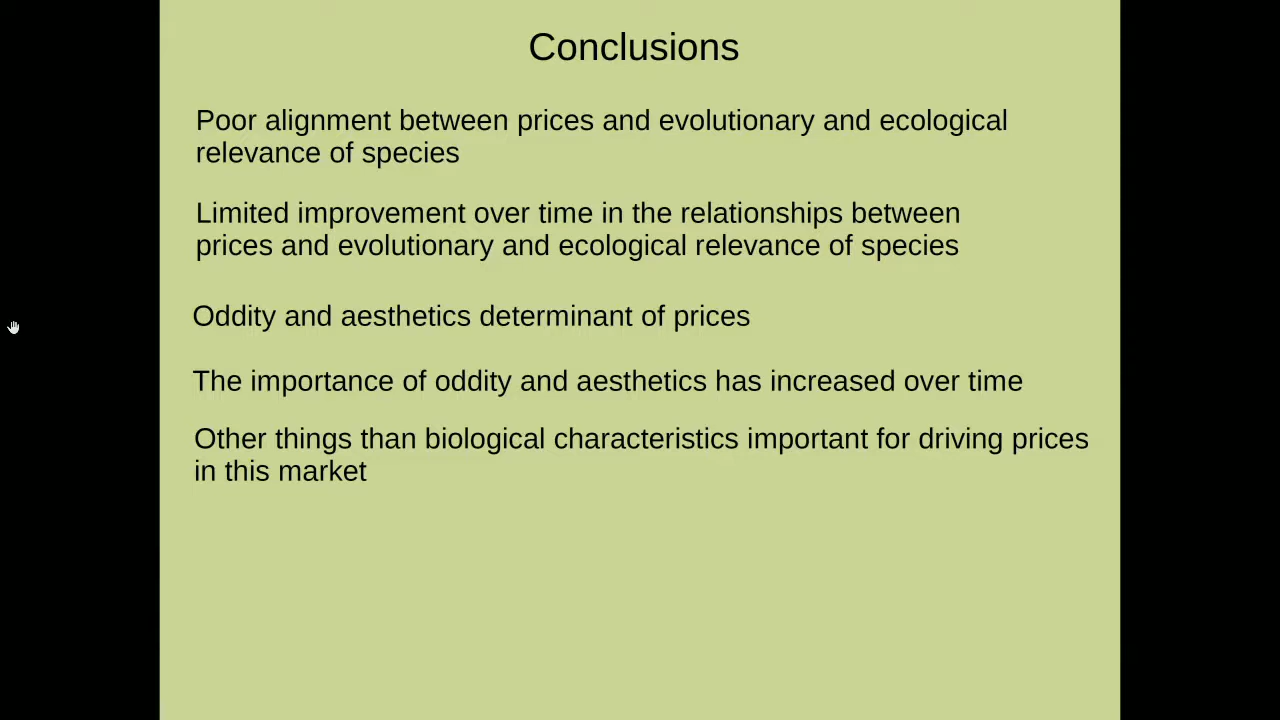 Conclusions
Poor alignment between prices and evolutionary and ecological
relevance of species
Limited improvement over time in the relationships between
prices and evolutionary and ecological relevance of species
Oddity and aesthetics determinant of prices
The importance of oddity and aesthetics has increased over time
Other things than biological characteristics important for driving prices
in this market